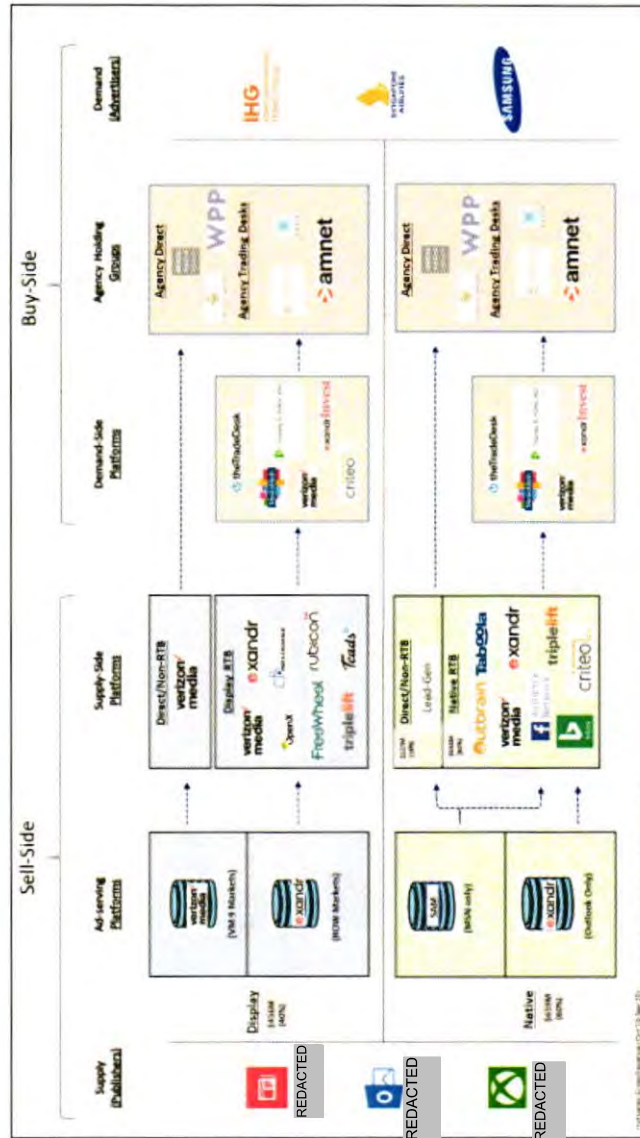 Sell-Side
Buy-Side
Supply
(Publishers)
Ad-serving
Platforms
Supply-Side
Platforms
Demand-Side
Platforms
Agency Holding
Groups
Demand
(Advertisers)
REDACTED
REDACTED
REDACTED
Display
(40%)
verizon
media
(VM 9 Markets)
xandr
(ROW Markets)
Direct/Non-RTB
verizon
media
Display RTB
verizon
media
xandr
OpenX
FreeWheel
rubicon
triplelift
Teads
theTradeDesk
verizon
media
xandr Invest
criteo
Agency Direct
WPP
Agency Trading Desks
amnet
IHG
SINGAPORE
AIRLINES
SAMSUNG
Native
(60%)
SAM
(MSN only)
xandr
(Outlook Only)
Direct/Non-RTB
Lead-Gen
Native RTB
Outbrain
Taboola
verizon
media
xandr
triplelift
criteo
theTradeDesk
verizon
media
xandr Invest
Agency Direct
WPP
Agency Trading Desks
amnet